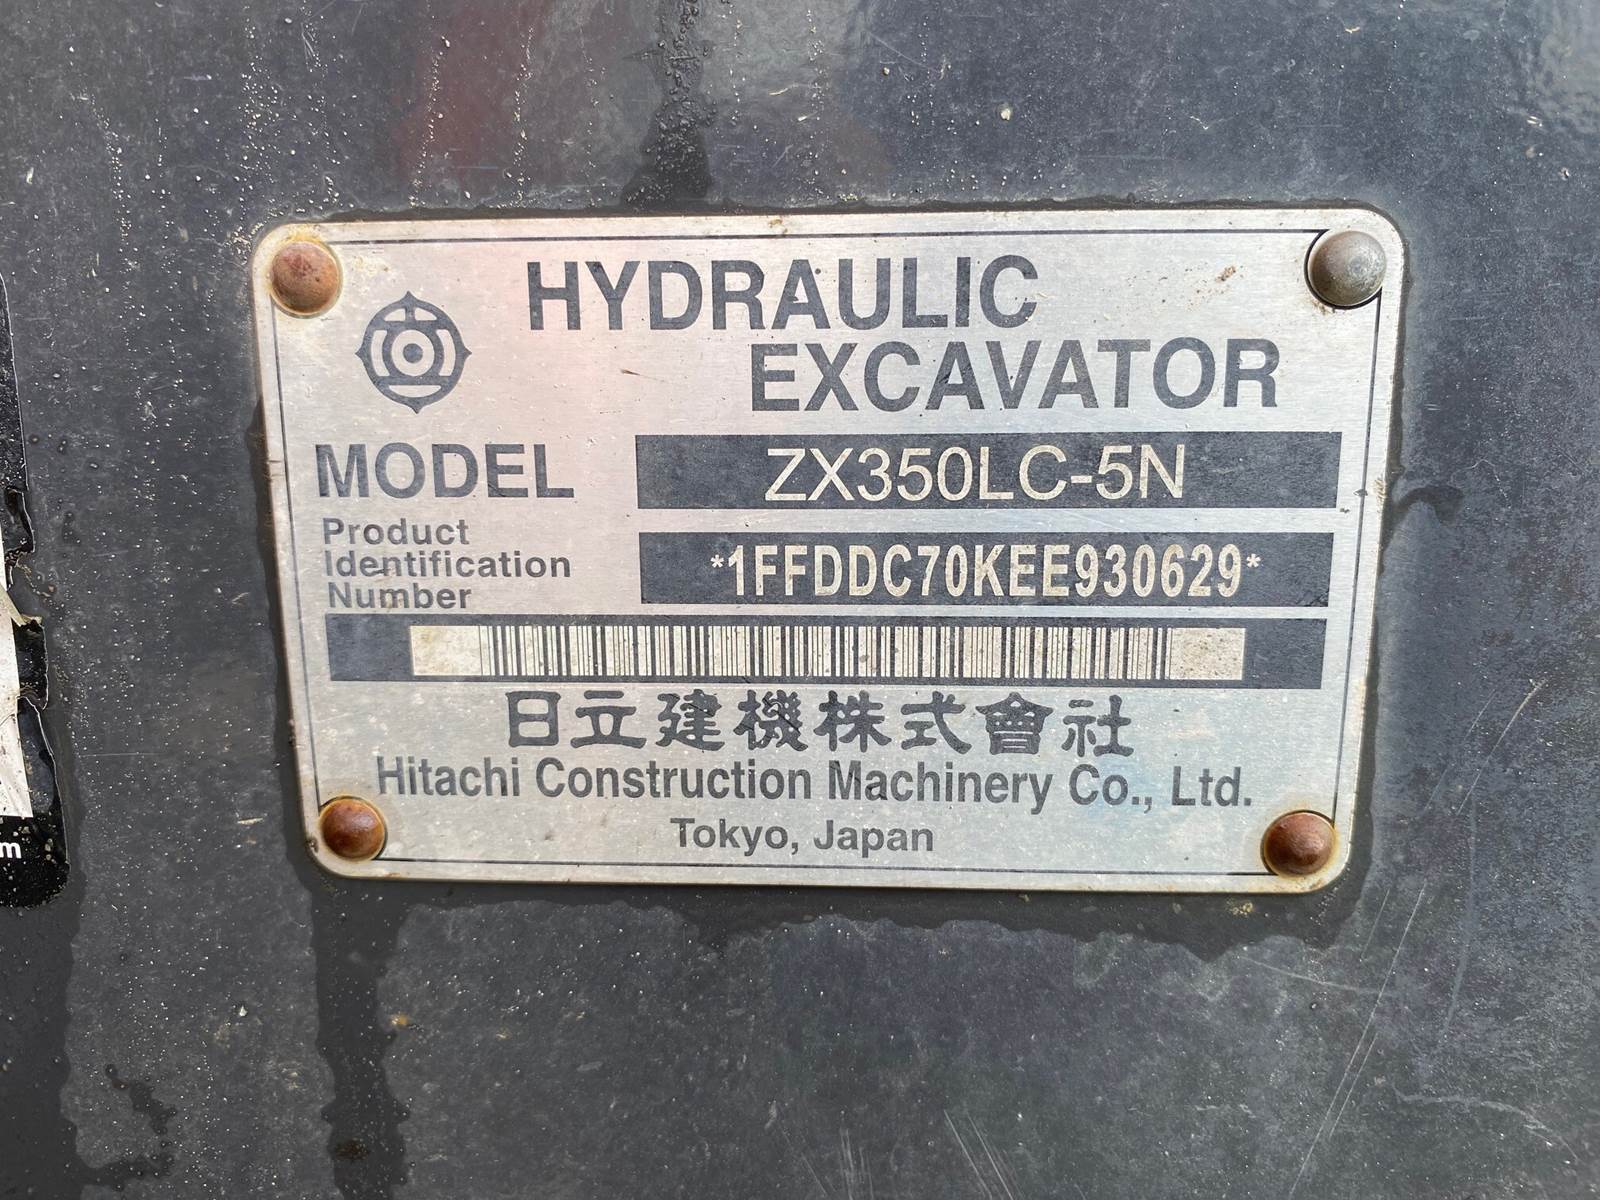 HYDRAULIC
EXCAVATOR
MODEL ZX350LC-5N
Product
Identification
Number
*1FFDDC70KEE930629*
日立建機株式會社
Hitachi Construction Machinery Co., Ltd.
Tokyo, Japan
m